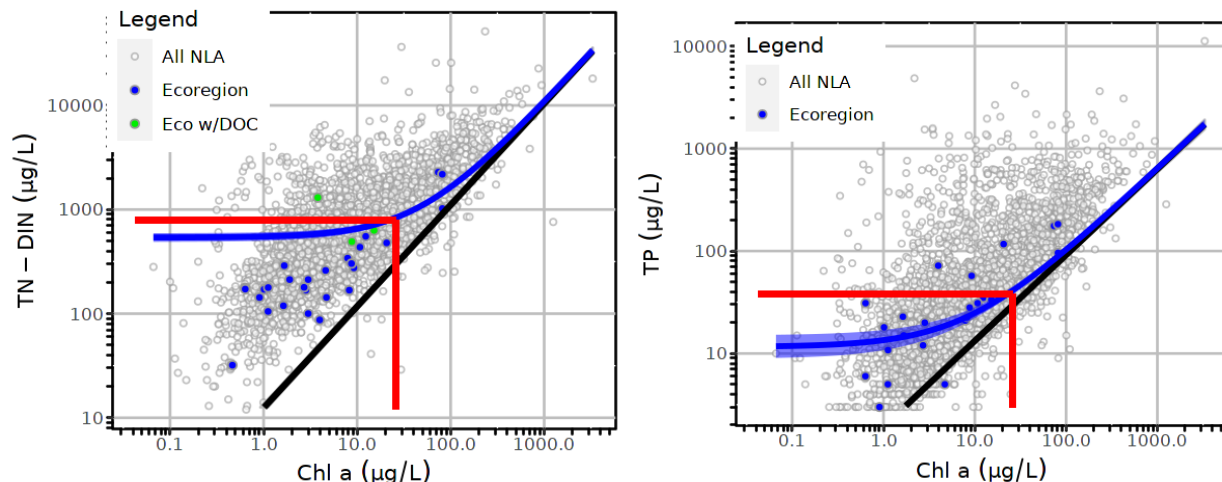 Legend
All NLA
Ecoregion
Eco w/DOC
TN − DIN (μg/L)
10000
1000
100
10
0.1 1.0 10.0 100.0 1000.0
Chl a (μg/L)
Legend
All NLA
Ecoregion
TP (μg/L)
10000
1000
100
10
0.1 1.0 10.0 100.0 1000.0
Chl a (μg/L)